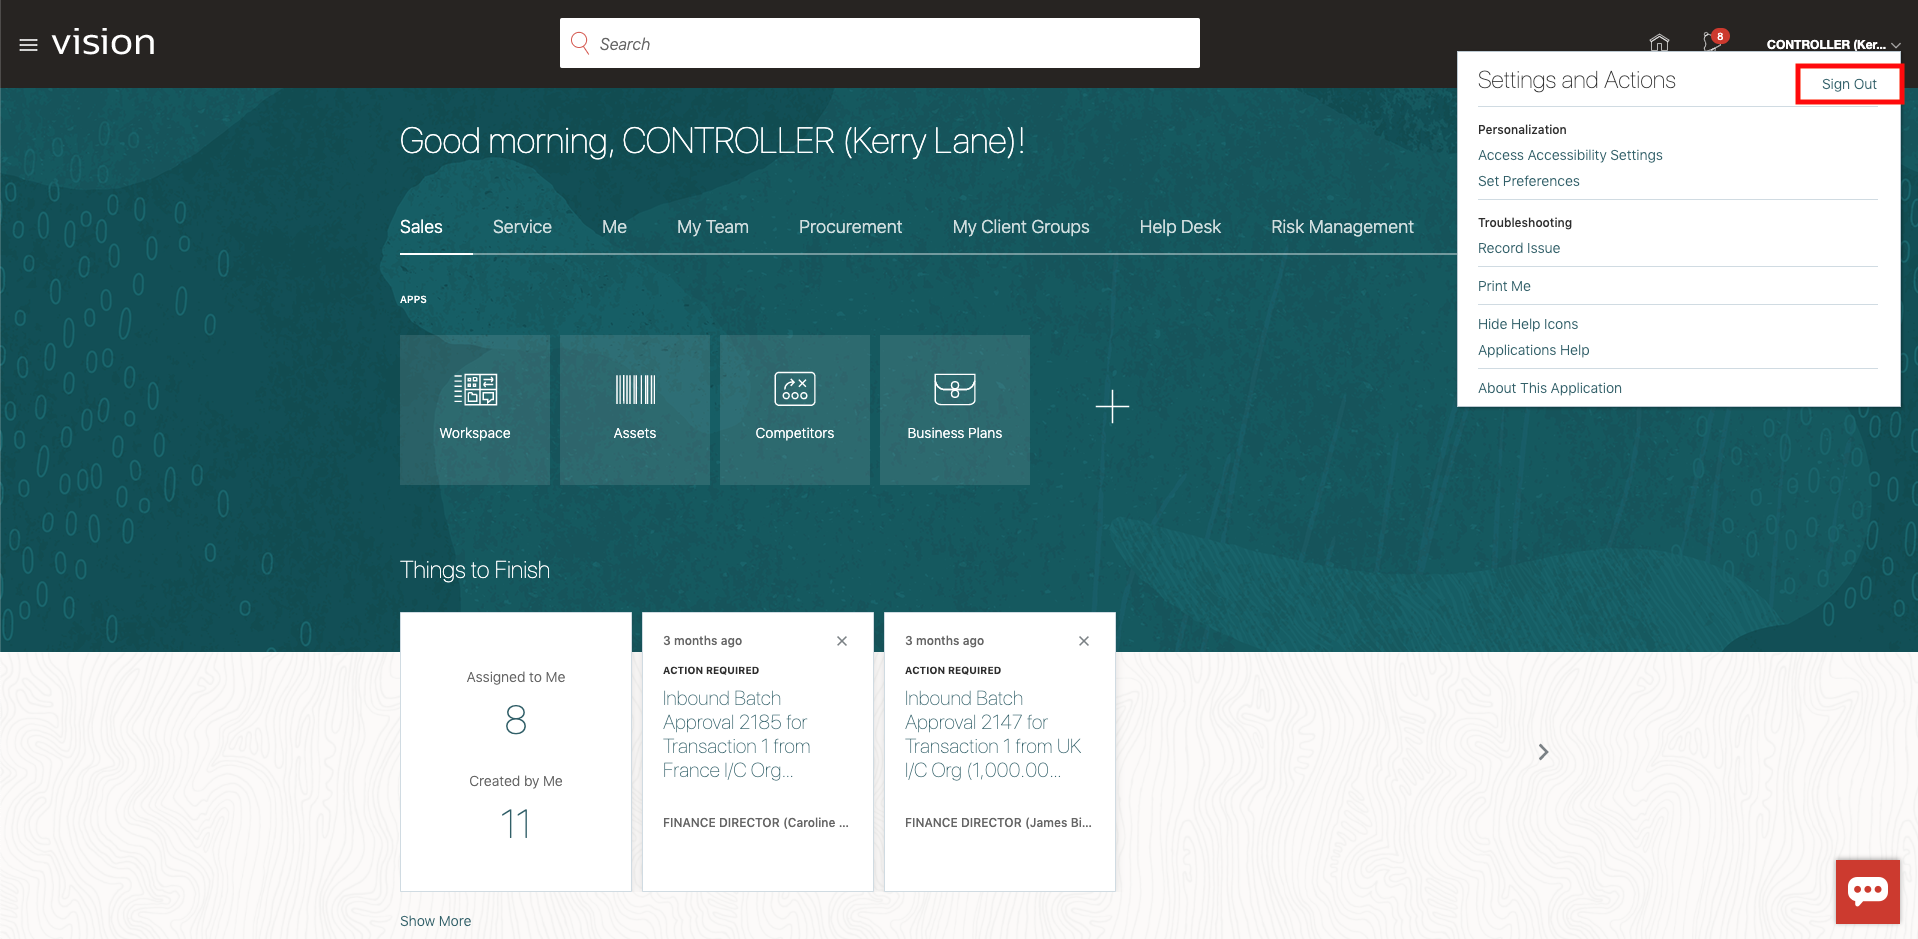 vision
Search
8
CONTROLLER (Ker...
Settings and Actions
Sign Out
Personalization
Access Accessibility Settings
Set Preferences
Troubleshooting
Record Issue
Print Me
Hide Help Icons
Applications Help
About This Application
Good morning, CONTROLLER (Kerry Lane)!
Sales
Service
Me
My Team
Procurement
My Client Groups
Help Desk
Risk Management
APPS
Workspace
Assets
Competitors
Business Plans
Things to Finish
Assigned to Me
8
Created by Me
11
3 months ago
ACTION REQUIRED
Inbound Batch
Approval 2185 for
Transaction 1 from
France I/C Org...
FINANCE DIRECTOR (Caroline ...
3 months ago
ACTION REQUIRED
Inbound Batch
Approval 2147 for
Transaction 1 from UK
I/C Org (1,000.00...
FINANCE DIRECTOR (James Bi...
Show More